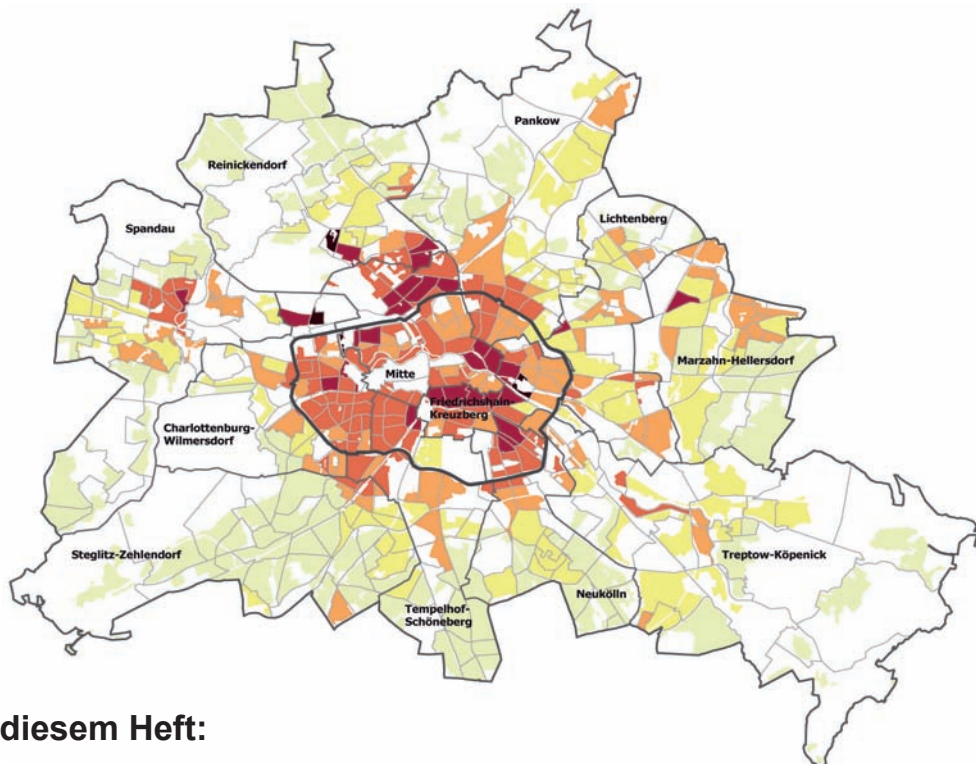 Pankow
Reinickendorf
Lichtenberg
Spandau
Marzahn-Hellersdorf
Mitte
Friedrichshain-
Kreuzberg
Charlottenburg-
Wilmersdorf
Steglitz-Zehlendorf
Treptow-Köpenick
Neukölln
Tempelhof-
Schöneberg
diesem Heft: